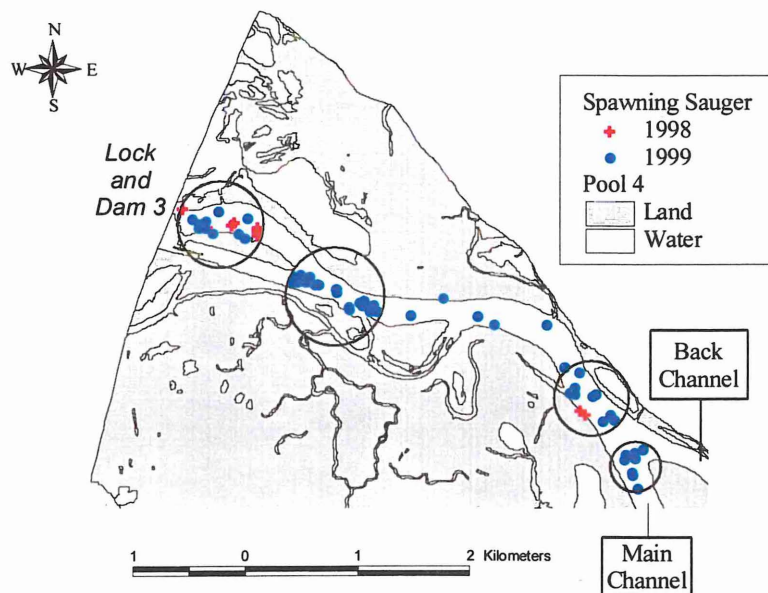 N
W E
S
Lock
and
Dam 3
Spawning Sauger
1998
1999
Pool 4
Land
Water
Back
Channel
Main
Channel
1 0 1 2 Kilometers